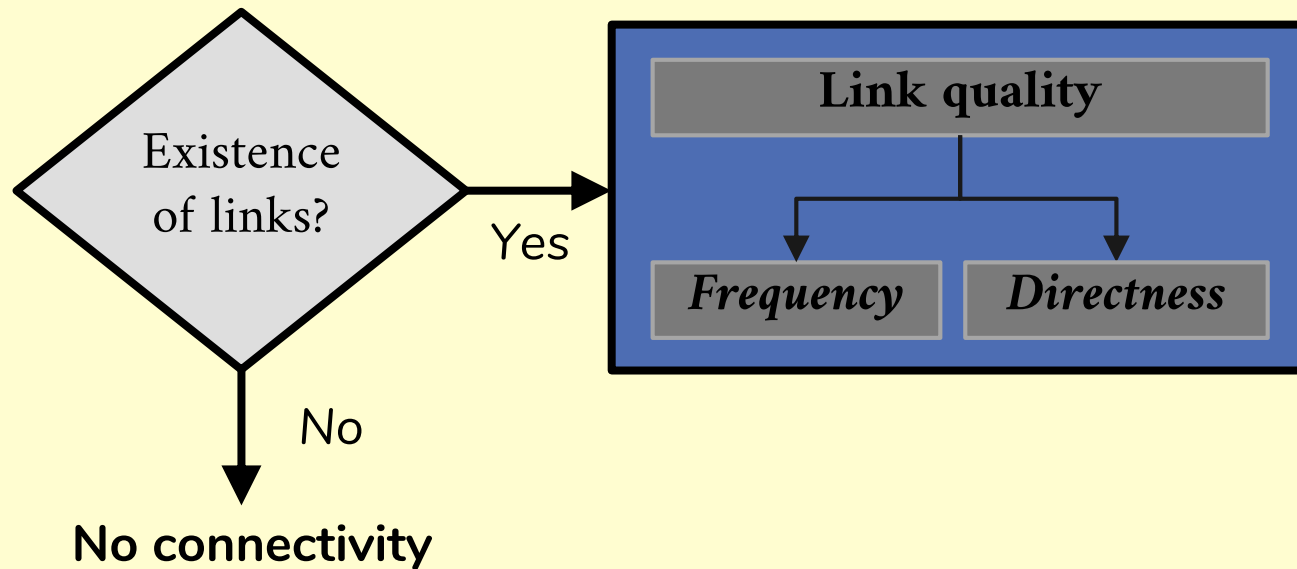 Existence
of links?
Yes
Link quality
Frequency
Directness
No
No connectivity